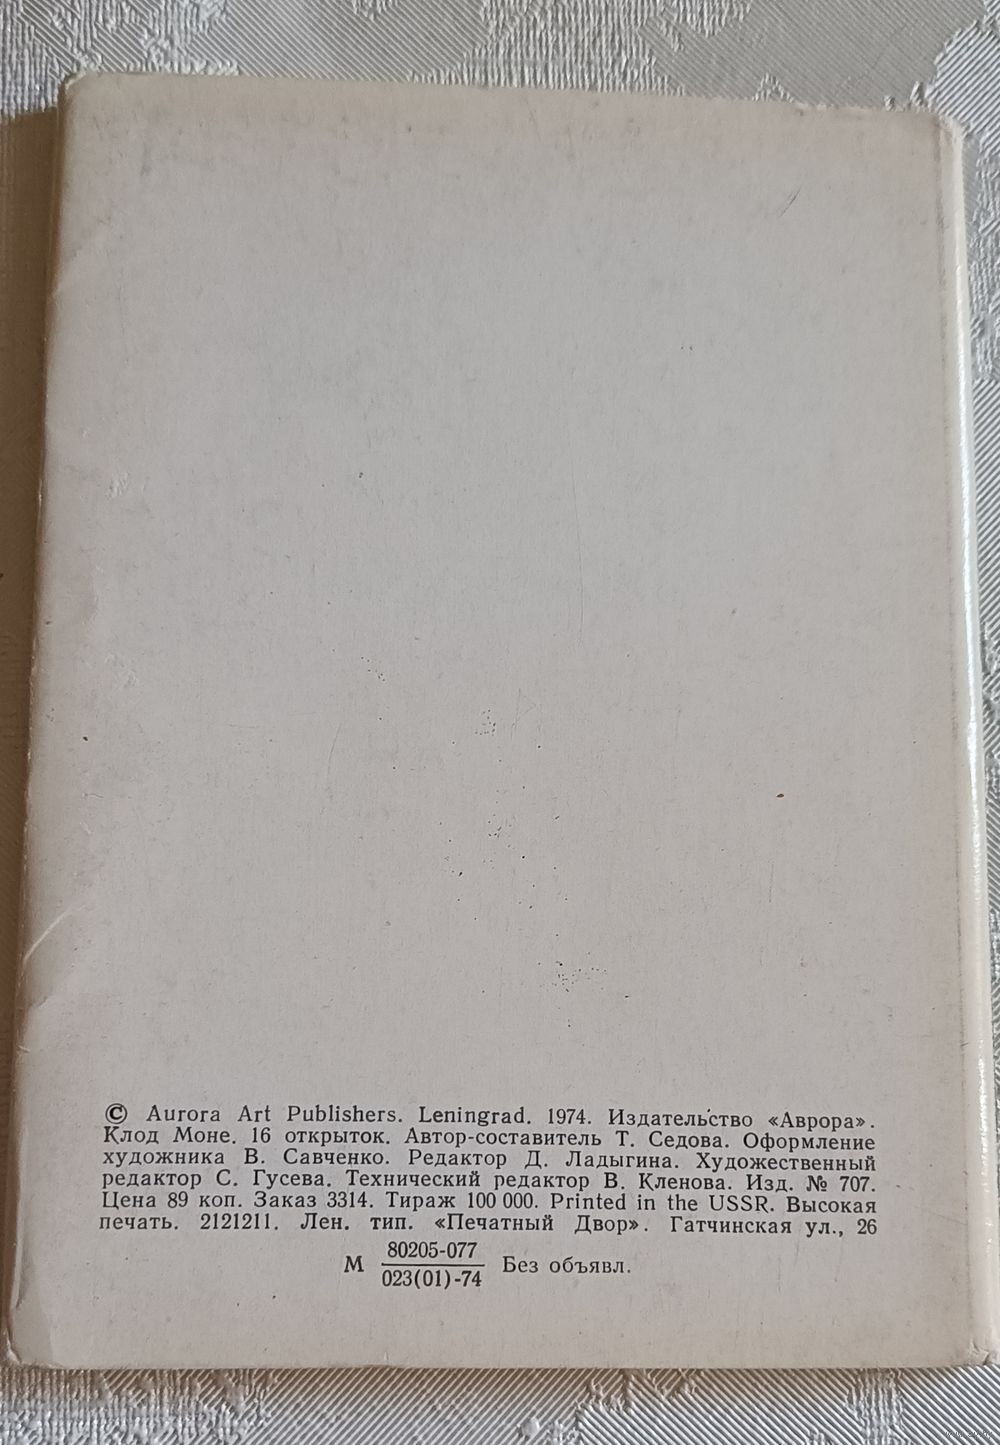 © Aurora Art Publishers. Leningrad. 1974. Издательство «Аврора».
Клод Моне. 16 открыток. Автор-составитель Т. Седова. Оформление
художника В. Савченко. Редактор Д. Ладыгина. Художественный
редактор С. Гусева. Технический редактор В. Кленова. Изд. № 707.
Цена 89 коп. Заказ 3314. Тираж 100 000. Printed in the USSR. Высокая
печать. 2121211. Лен. тип. «Печатный Двор». Гатчинская ул., 26
М 80205-077 Без объявл.
023(01)-74